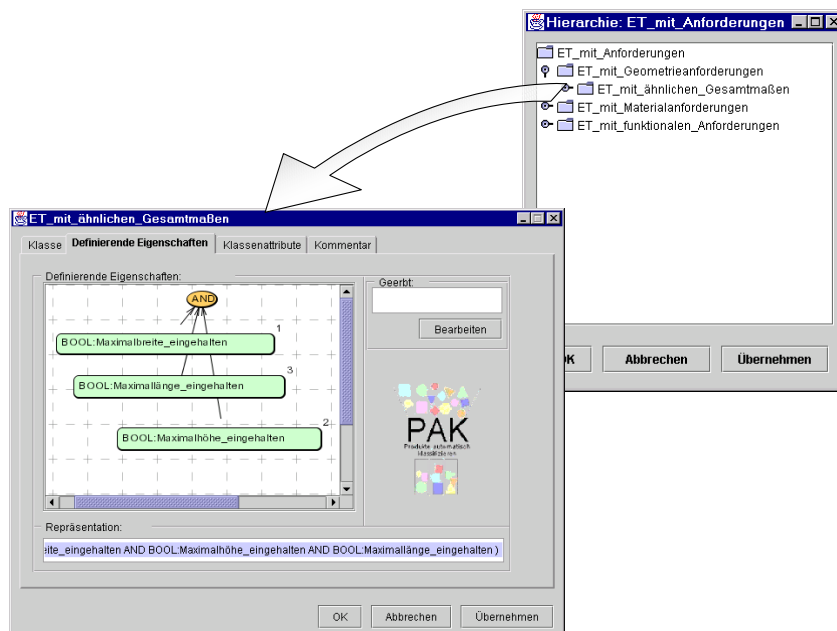 Hierarchie: ET_mit_Anforderungen
ET_mit_Anforderungen
ET_mit_Geometrieanforderungen
ET_mit_ähnlichen_Gesamtmaßen
ET_mit_Materialanforderungen
ET_mit_funktionalen_Anforderungen
Abbrechen
Übernehmen
ET_mit_ähnlichen_Gesamtmaßen
Klasse Definierende Eigenschaften Klassenattribute Kommentar
Definierende Eigenschaften:
AND
1
BOOL:Maximalbreite_eingehalten
3
BOOL:Maximallänge_eingehalten
2
BOOL:Maximalhöhe_eingehalten
Geerbt:
Bearbeiten
PAK
Produkte automatisch
klassifizieren
Repräsentation:
eite_eingehalten AND BOOL:Maximalhöhe_eingehalten AND BOOL:Maximallänge_eingehalten )
OK Abbrechen Übernehmen